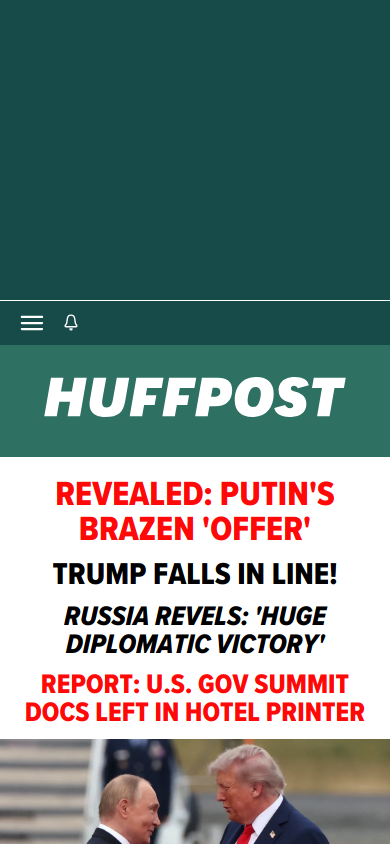 HUFFPOST
REVEALED: PUTIN'S
BRAZEN 'OFFER'
TRUMP FALLS IN LINE!
RUSSIA REVELS: 'HUGE
DIPLOMATIC VICTORY'
REPORT: U.S. GOV SUMMIT
DOCS LEFT IN HOTEL PRINTER